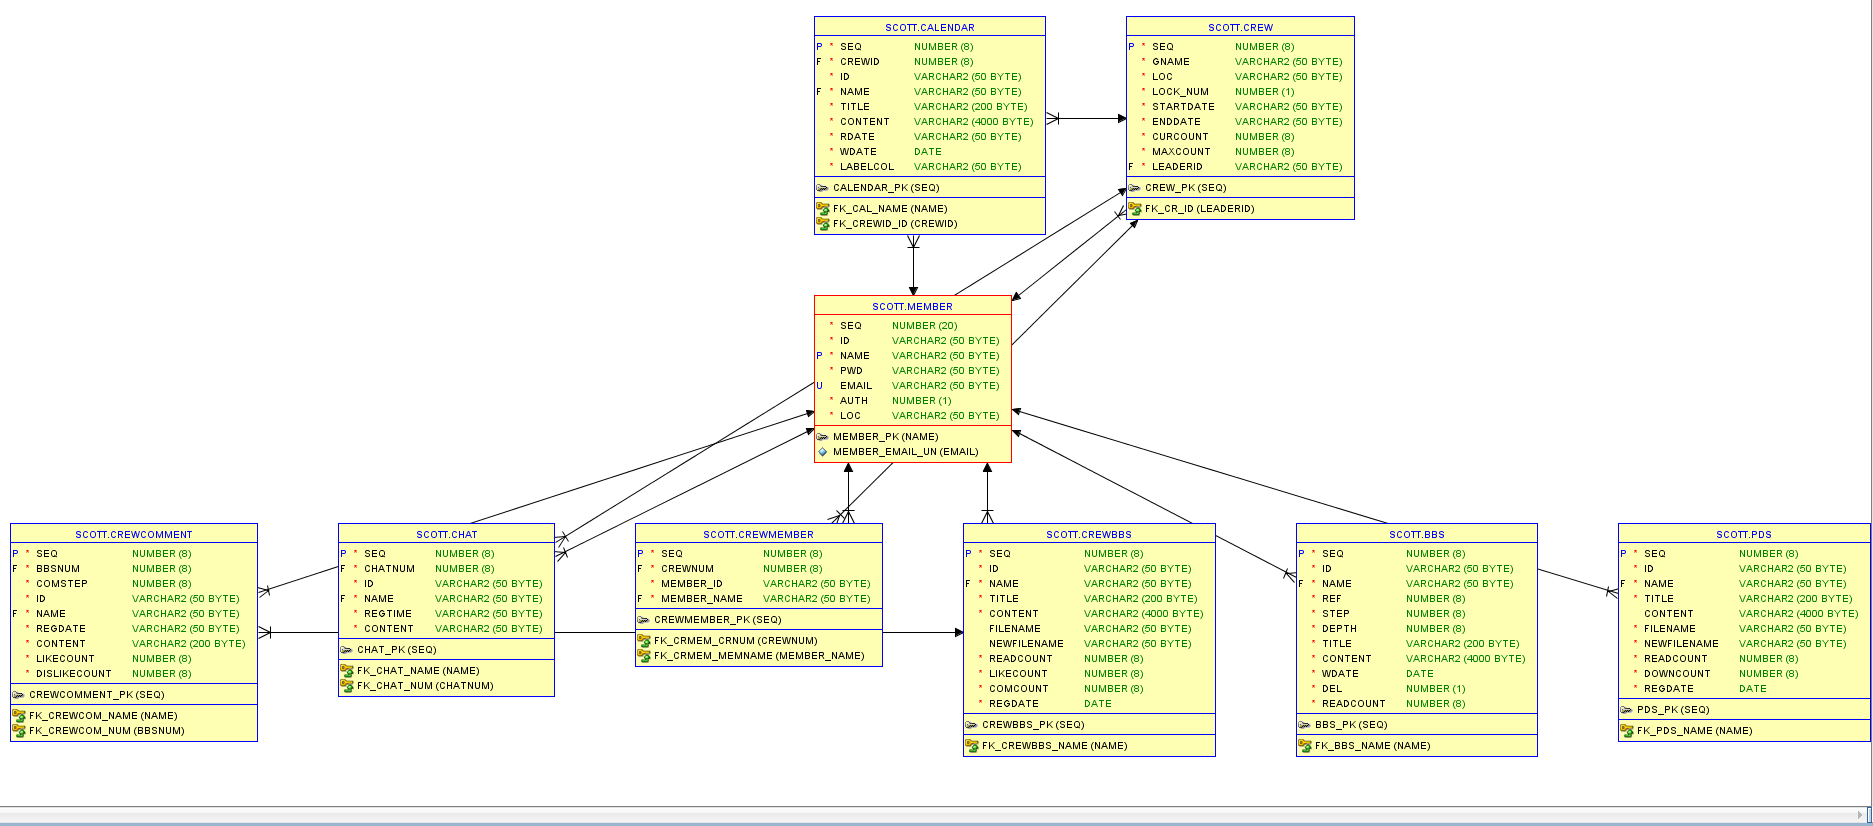 SCOTT.CALENDAR
P * SEQ NUMBER (8)
F * CREWID NUMBER (8)
* ID VARCHAR2 (50 BYTE)
F * NAME VARCHAR2 (50 BYTE)
* TITLE VARCHAR2 (200 BYTE)
* CONTENT VARCHAR2 (4000 BYTE)
* RDATE VARCHAR2 (50 BYTE)
* WDATE DATE
* LABELCOL VARCHAR2 (50 BYTE)
CALENDAR_PK (SEQ)
FK_CAL_NAME (NAME)
FK_CREWID_ID (CREWID)
SCOTT.CREW
P * SEQ NUMBER (8)
* GNAME VARCHAR2 (50 BYTE)
* LOC VARCHAR2 (50 BYTE)
* LOCK_NUM NUMBER (1)
* STARTDATE VARCHAR2 (50 BYTE)
* ENDDATE VARCHAR2 (50 BYTE)
* CURCOUNT NUMBER (8)
* MAXCOUNT NUMBER (8)
F * LEADERID VARCHAR2 (50 BYTE)
CREW_PK (SEQ)
FK_CR_ID (LEADERID)
SCOTT.MEMBER
* SEQ NUMBER (20)
* ID VARCHAR2 (50 BYTE)
P * NAME VARCHAR2 (50 BYTE)
* PWD VARCHAR2 (50 BYTE)
U EMAIL VARCHAR2 (50 BYTE)
* AUTH NUMBER (1)
* LOC VARCHAR2 (50 BYTE)
MEMBER_PK (NAME)
MEMBER_EMAIL_UN (EMAIL)
SCOTT.CREWCOMMENT
P * SEQ NUMBER (8)
F * BBSNUM NUMBER (8)
* COMSTEP NUMBER (8)
* ID VARCHAR2 (50 BYTE)
F * NAME VARCHAR2 (50 BYTE)
* REGDATE VARCHAR2 (50 BYTE)
* CONTENT VARCHAR2 (200 BYTE)
* LIKECOUNT NUMBER (8)
* DISLIKECOUNT NUMBER (8)
CREWCOMMENT_PK (SEQ)
FK_CREWCOM_NAME (NAME)
FK_CREWCOM_NUM (BBSNUM)
SCOTT.CHAT
P * SEQ NUMBER (8)
F * CHATNUM NUMBER (8)
* ID VARCHAR2 (50 BYTE)
F * NAME VARCHAR2 (50 BYTE)
* REGTIME VARCHAR2 (50 BYTE)
* CONTENT VARCHAR2 (50 BYTE)
CHAT_PK (SEQ)
FK_CHAT_NAME (NAME)
FK_CHAT_NUM (CHATNUM)
SCOTT.CREWMEMBER
P * SEQ NUMBER (8)
F * CREWNUM NUMBER (8)
* MEMBER_ID VARCHAR2 (50 BYTE)
F * MEMBER_NAME VARCHAR2 (50 BYTE)
CREWMEMBER_PK (SEQ)
FK_CRMEM_CRNUM (CREWNUM)
FK_CRMEM_MEMNAME (MEMBER_NAME)
SCOTT.CREWBBS
P * SEQ NUMBER (8)
* ID VARCHAR2 (50 BYTE)
F * NAME VARCHAR2 (50 BYTE)
* TITLE VARCHAR2 (200 BYTE)
* CONTENT VARCHAR2 (4000 BYTE)
FILENAME VARCHAR2 (50 BYTE)
NEWFILENAME VARCHAR2 (50 BYTE)
* READCOUNT NUMBER (8)
* LIKECOUNT NUMBER (8)
* COMCOUNT NUMBER (8)
* REGDATE DATE
CREWBBS_PK (SEQ)
FK_CREWBBS_NAME (NAME)
SCOTT.BBS
P * SEQ NUMBER (8)
* ID VARCHAR2 (50 BYTE)
F * NAME VARCHAR2 (50 BYTE)
* REF NUMBER (8)
* STEP NUMBER (8)
* DEPTH NUMBER (8)
* TITLE VARCHAR2 (200 BYTE)
* CONTENT VARCHAR2 (4000 BYTE)
* WDATE DATE
* DEL NUMBER (1)
* READCOUNT NUMBER (8)
BBS_PK (SEQ)
FK_BBS_NAME (NAME)
SCOTT.PDS
P * SEQ NUMBER (8)
* ID VARCHAR2 (50 BYTE)
F * NAME VARCHAR2 (50 BYTE)
* TITLE VARCHAR2 (200 BYTE)
CONTENT VARCHAR2 (4000 BYTE)
* FILENAME VARCHAR2 (50 BYTE)
* NEWFILENAME VARCHAR2 (50 BYTE)
* READCOUNT NUMBER (8)
* DOWNCOUNT NUMBER (8)
* REGDATE DATE
PDS_PK (SEQ)
FK_PDS_NAME (NAME)